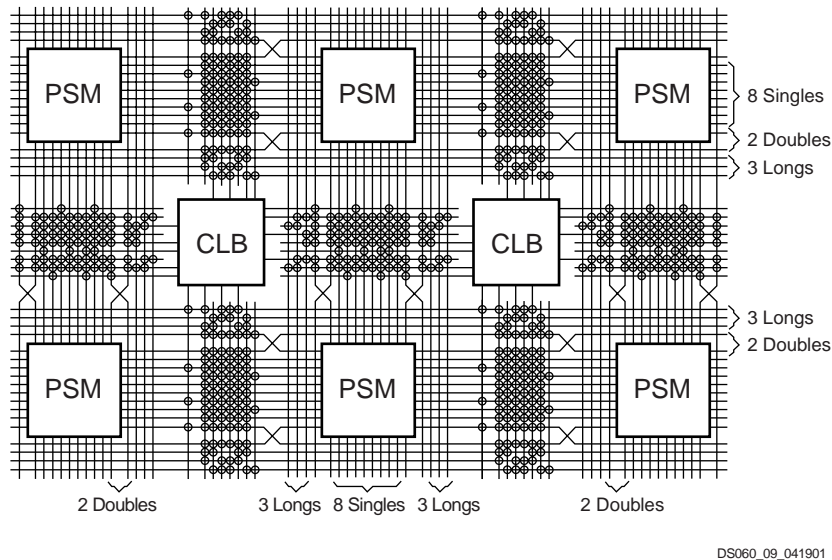 PSM PSM PSM
8 Singles
2 Doubles
3 Longs
CLB CLB
3 Longs
2 Doubles
PSM PSM PSM
2 Doubles 3 Longs 8 Singles 3 Longs 2 Doubles
DS060_09_041901